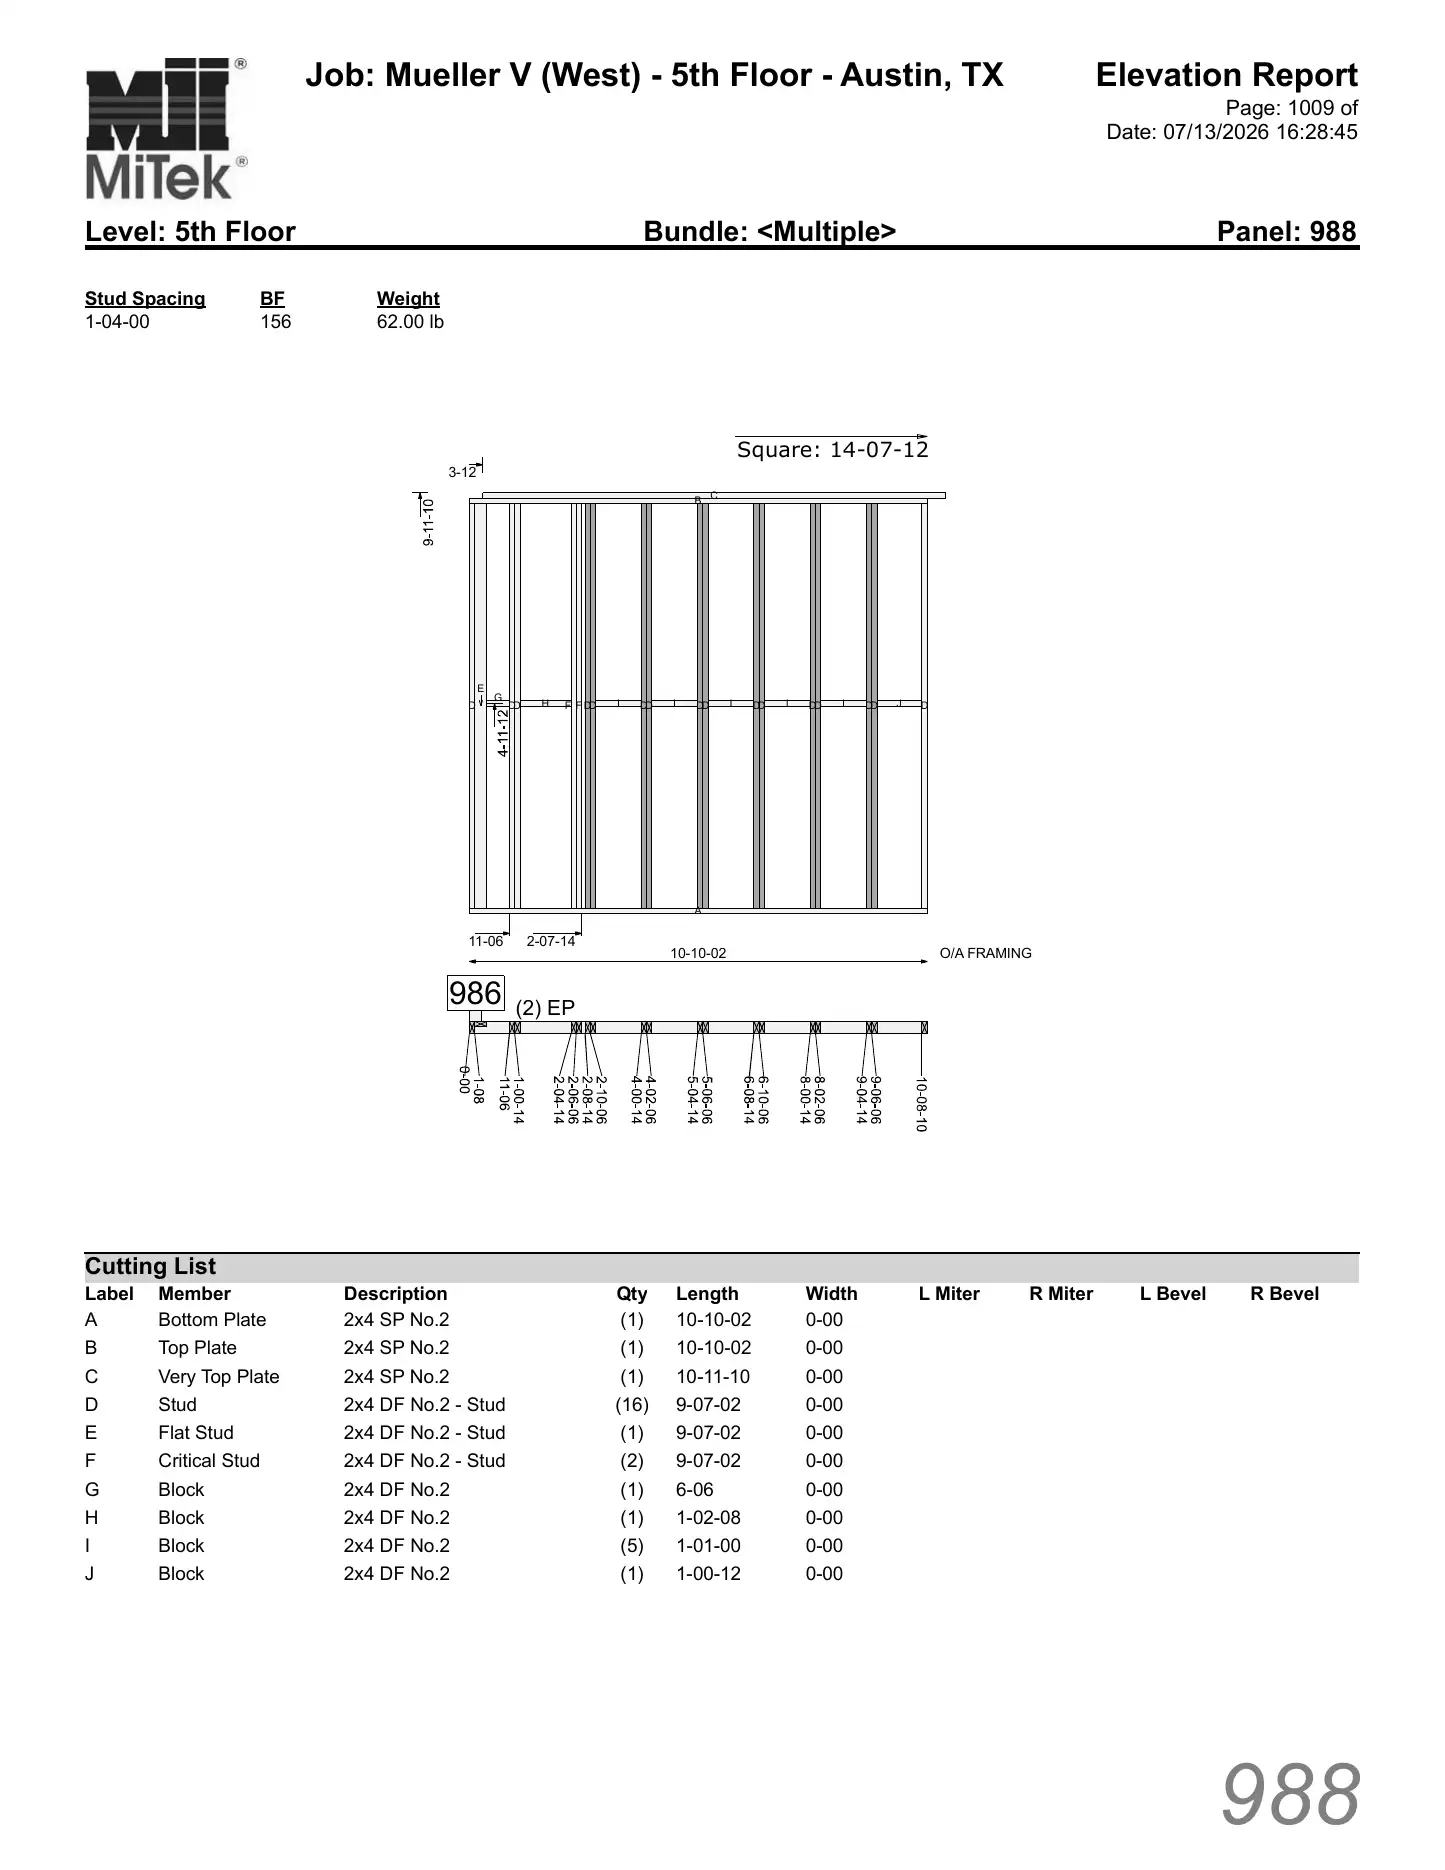 MiTek®
Job: Mueller V (West) - 5th Floor - Austin, TX
Elevation Report
Page: 1009 of
Date: 07/13/2026 16:28:45
Level: 5th Floor Bundle: <Multiple> Panel: 988
Stud Spacing BF Weight
1-04-00 156 62.00 lb
Square: 14-07-12
3-12
9-11-10
C
B
E
G
D D D H F F D D D D I D D I D D I D D I D D I J D
4-11-12
A
11-06 2-07-14
10-10-02 O/A FRAMING
986
(2) EP
0-00 1-08 11-06 1-00-14 2-04-14 2-06-06 2-08-14 2-10-06 4-00-14 4-02-06 5-04-14 5-06-06 6-08-14 6-10-06 8-00-14 8-02-06 9-04-14 9-06-06 10-08-10
Cutting List
Label Member Description Qty Length Width L Miter R Miter L Bevel R Bevel
A Bottom Plate 2x4 SP No.2 (1) 10-10-02 0-00
B Top Plate 2x4 SP No.2 (1) 10-10-02 0-00
C Very Top Plate 2x4 SP No.2 (1) 10-11-10 0-00
D Stud 2x4 DF No.2 - Stud (16) 9-07-02 0-00
E Flat Stud 2x4 DF No.2 - Stud (1) 9-07-02 0-00
F Critical Stud 2x4 DF No.2 - Stud (2) 9-07-02 0-00
G Block 2x4 DF No.2 (1) 6-06 0-00
H Block 2x4 DF No.2 (1) 1-02-08 0-00
I Block 2x4 DF No.2 (5) 1-01-00 0-00
J Block 2x4 DF No.2 (1) 1-00-12 0-00
988